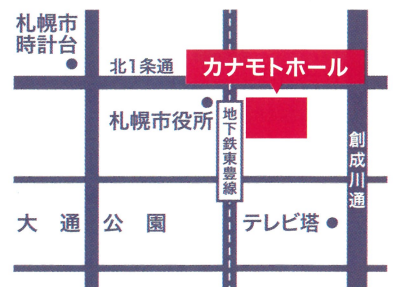 札幌市
時計台
北1条通
カナモトホール
札幌市役所
地下鉄東豊線
創成川通
大通公園
テレビ塔